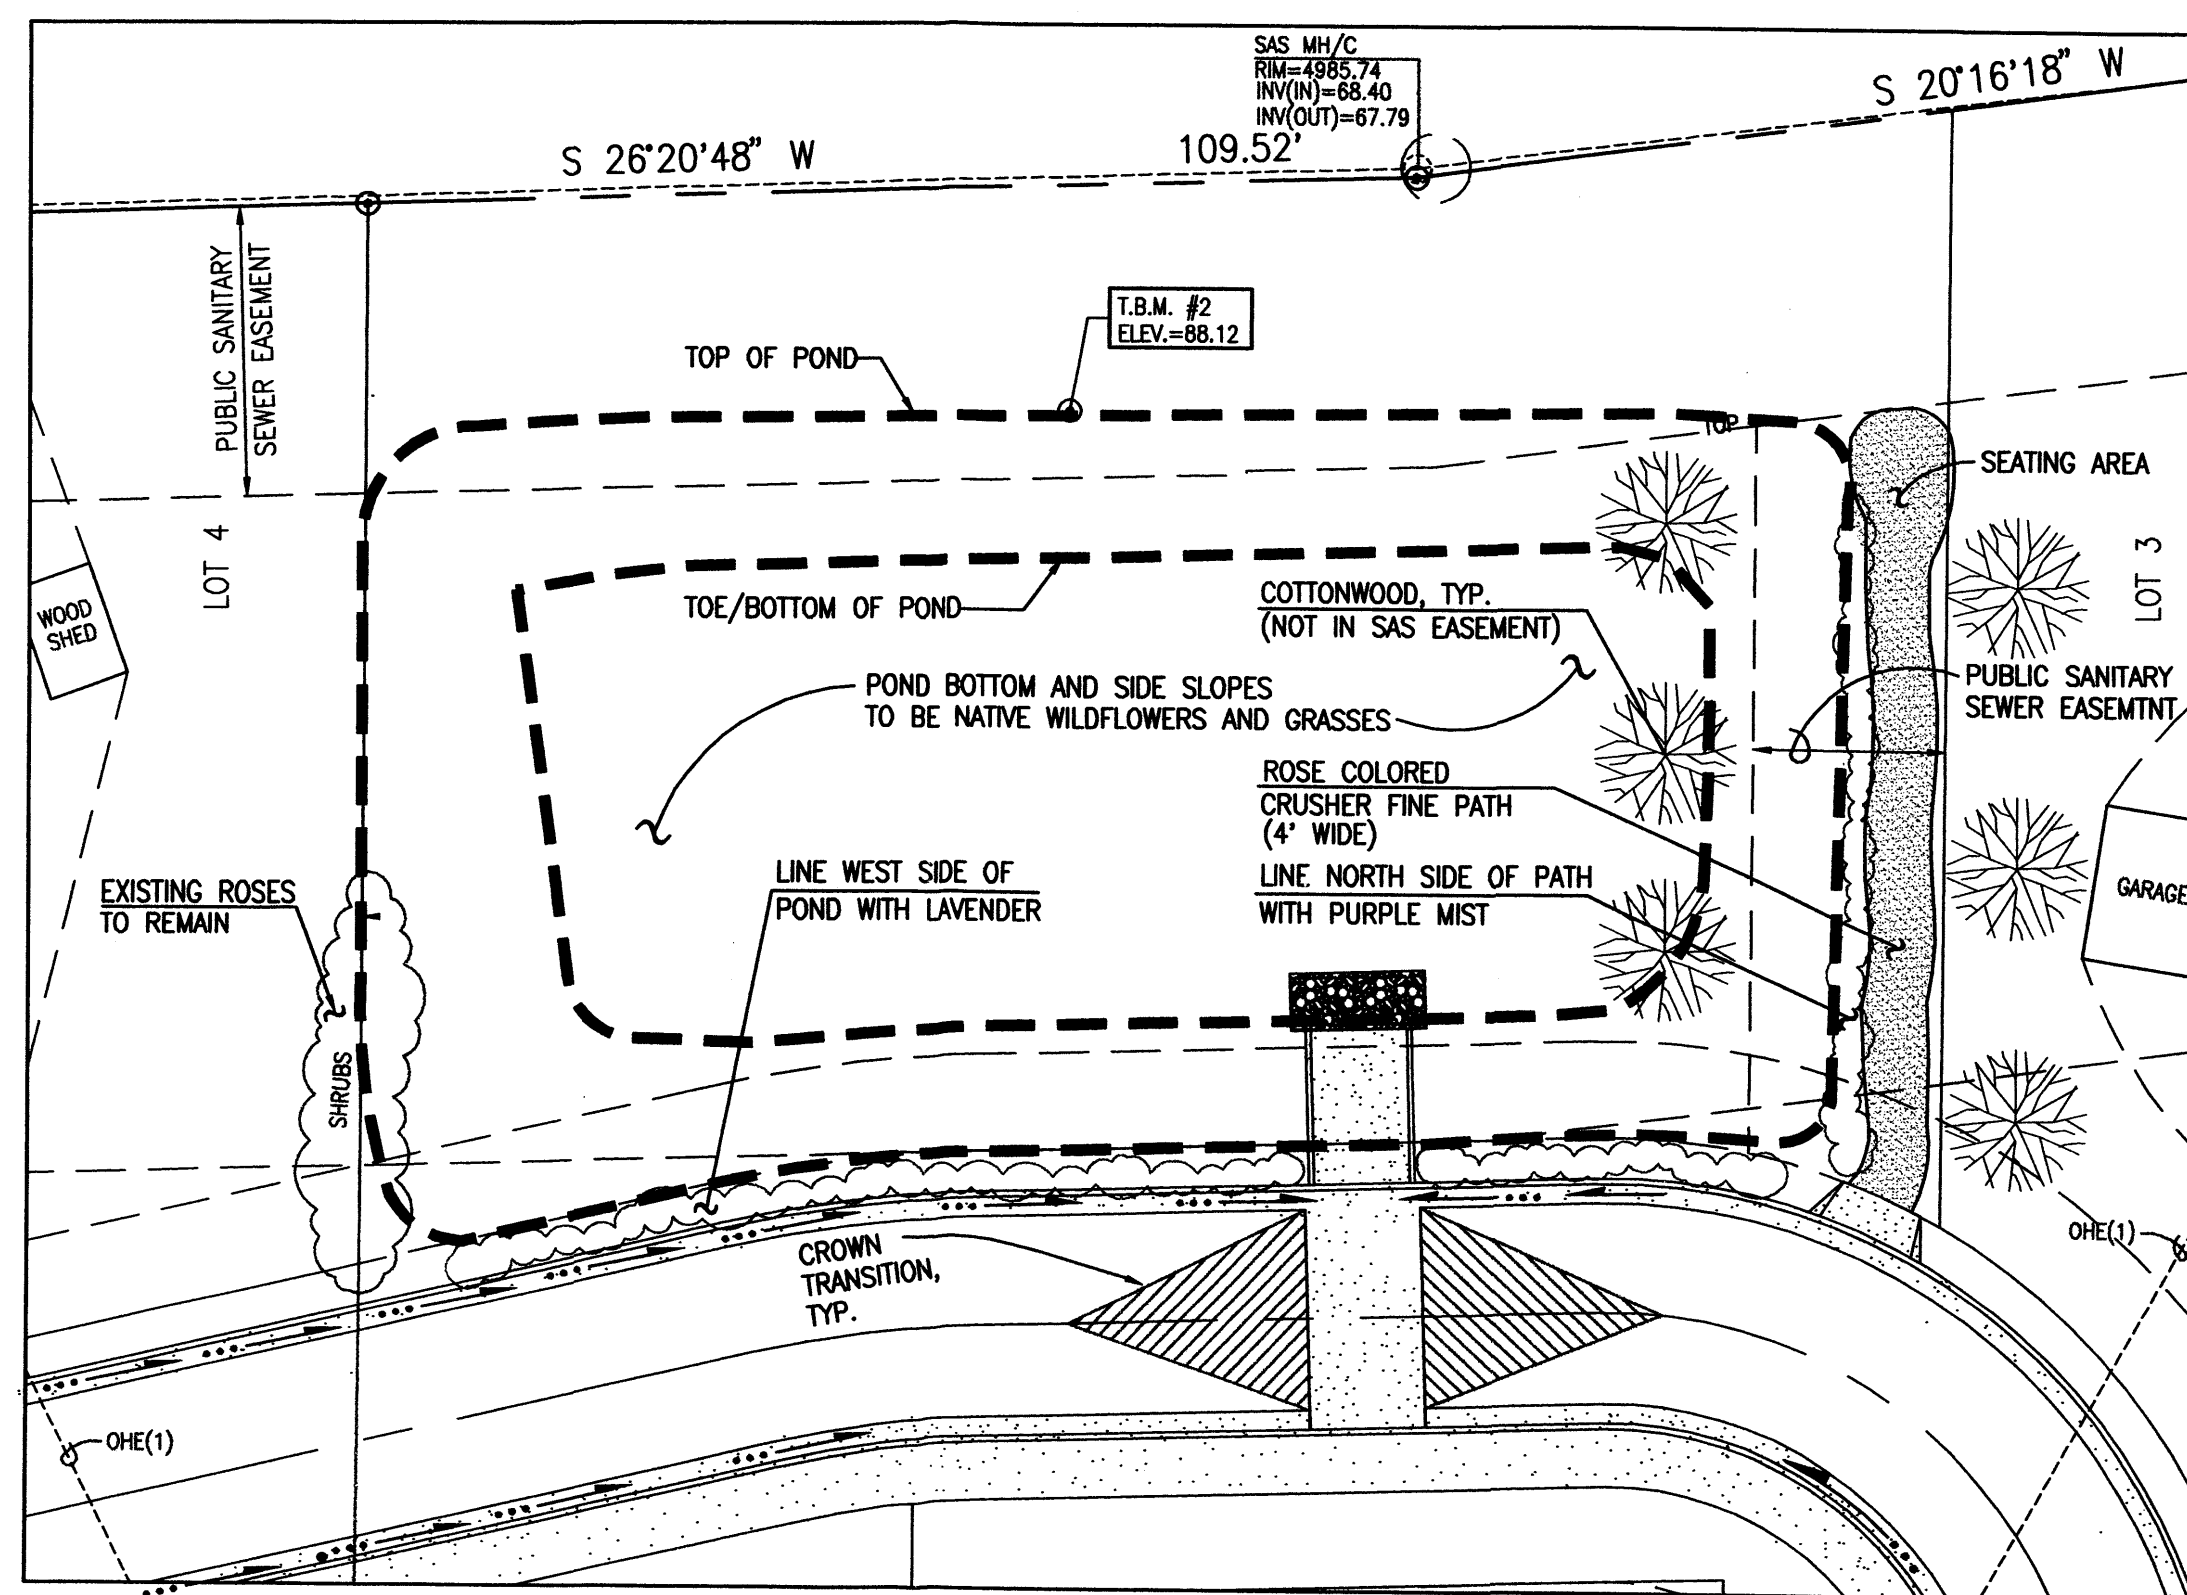 SAS MH/C
RIM=4985.74
INV(IN)=68.40
INV(OUT)=67.79
S 20°16'18" W
S 26°20'48" W
109.52'
PUBLIC SANITARY
SEWER EASEMENT
T.B.M. #2
ELEV.=88.12
TOP OF POND
TOP
SEATING AREA
LOT 4
LOT 3
WOOD
SHED
TOE/BOTTOM OF POND
COTTONWOOD, TYP.
(NOT IN SAS EASEMENT)
POND BOTTOM AND SIDE SLOPES
TO BE NATIVE WILDFLOWERS AND GRASSES
PUBLIC SANITARY
SEWER EASEMTNT
ROSE COLORED
CRUSHER FINE PATH
(4' WIDE)
LINE NORTH SIDE OF PATH
WITH PURPLE MIST
LINE WEST SIDE OF
POND WITH LAVENDER
EXISTING ROSES
TO REMAIN
GARAGE
SHRUBS
CROWN
TRANSITION,
TYP.
OHE(1)
OHE(1)